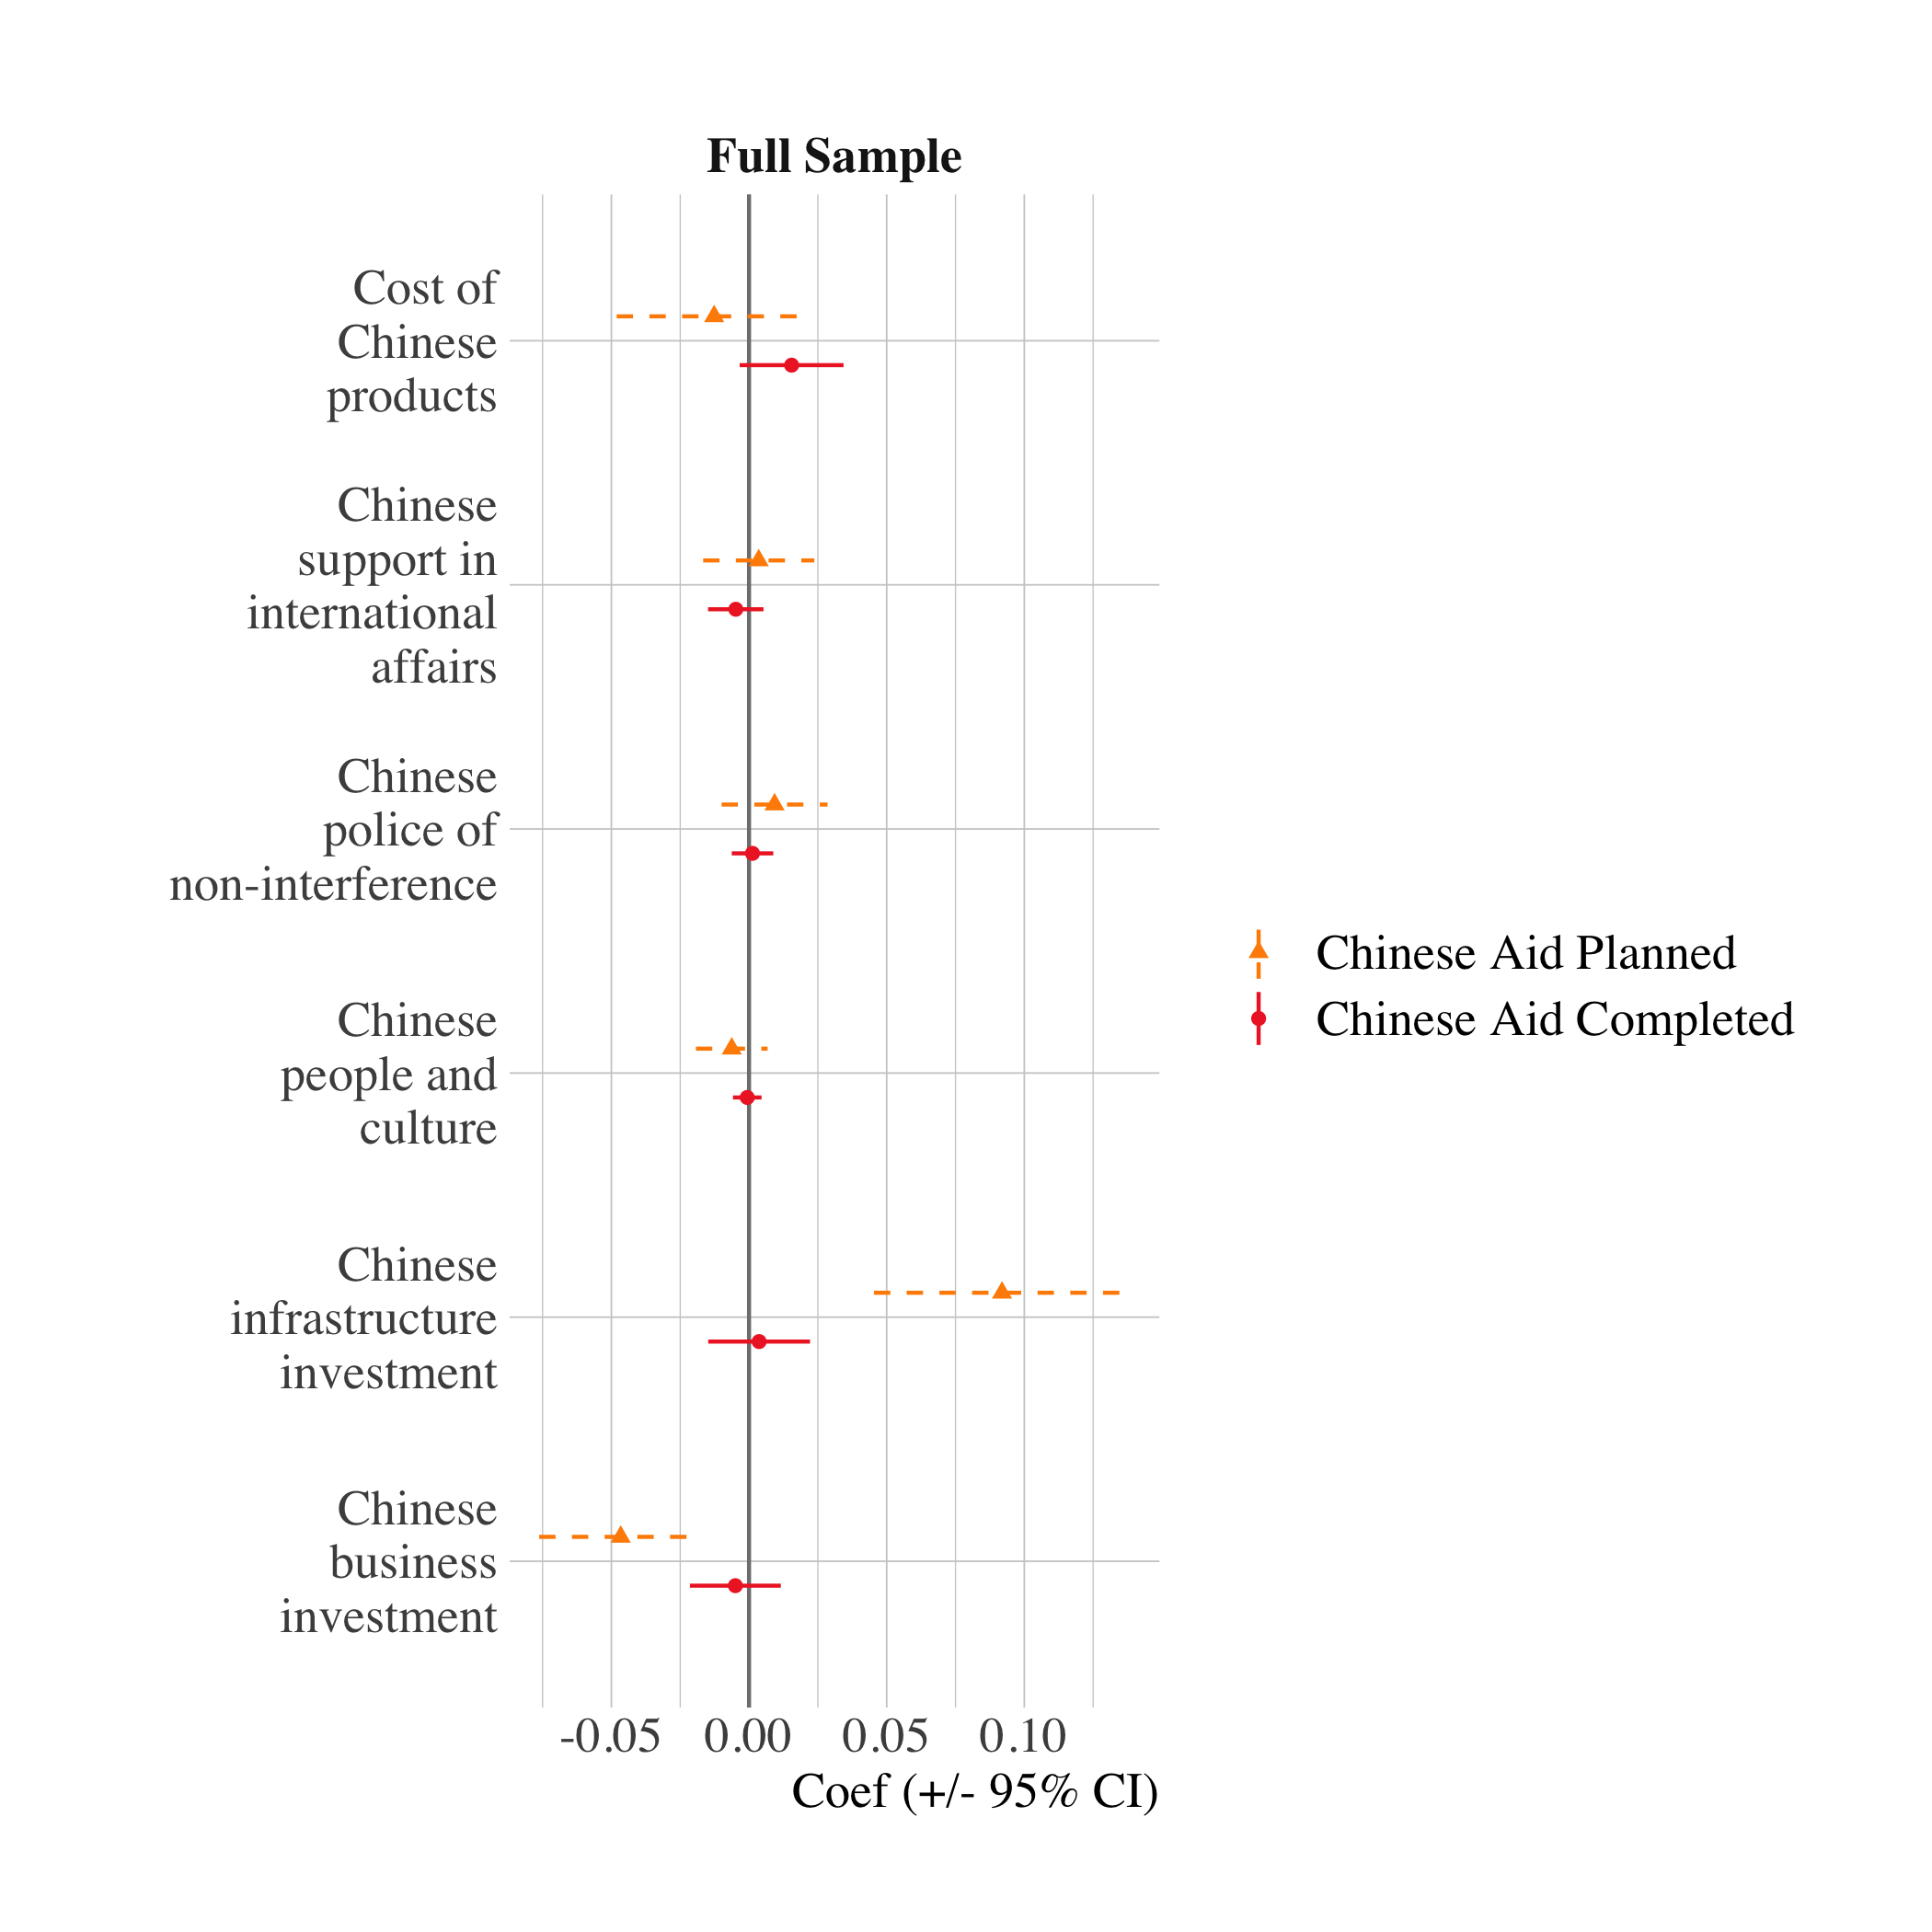 Full Sample
Cost of
Chinese
products
Chinese
support in
international
affairs
Chinese
police of
non-interference
Chinese
people and
culture
Chinese
infrastructure
investment
Chinese
business
investment
Chinese Aid Planned
Chinese Aid Completed
-0.05 0.00 0.05 0.10
Coef (+/- 95% CI)